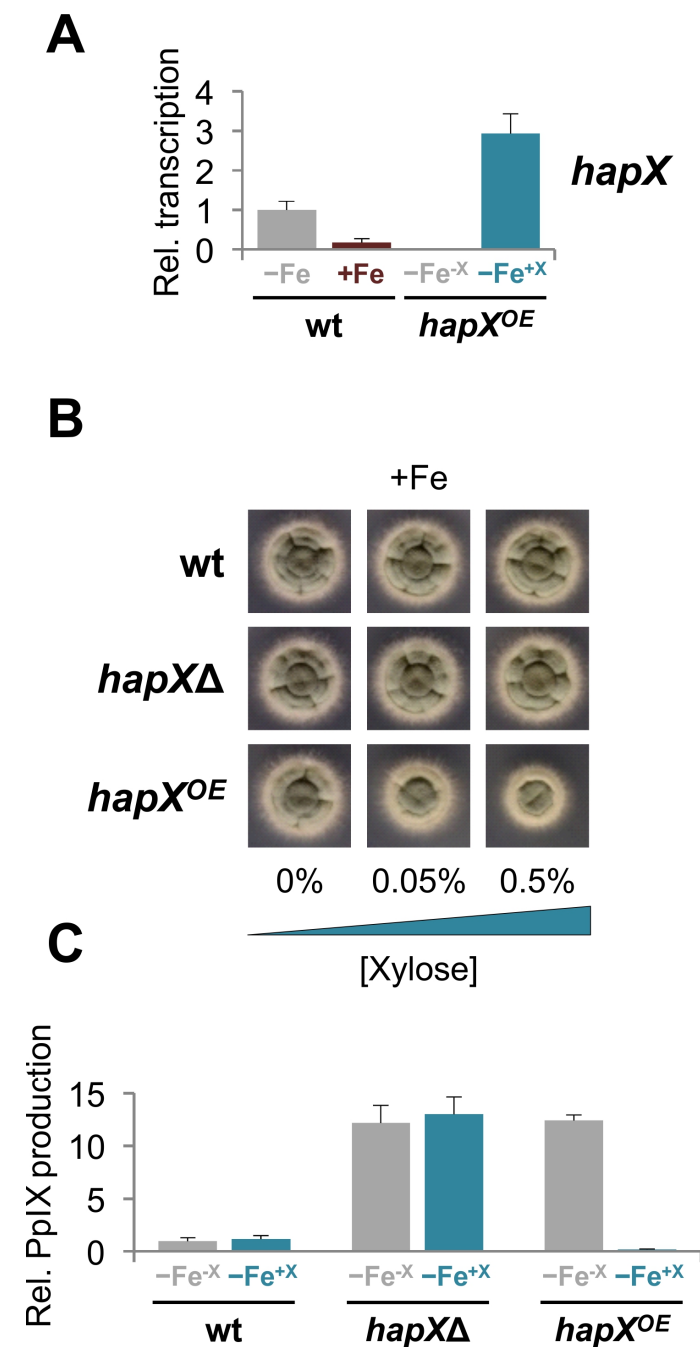 A
Rel. transcription
4
3
2
1
0
hapX
−Fe +Fe −Fe-X −Fe+X
wt hapXOE
B
+Fe
wt
hapXΔ
hapXOE
0% 0.05% 0.5%
C
[Xylose]
Rel. PpIX production
15
10
5
0
−Fe-X −Fe+X −Fe-X −Fe+X −Fe-X −Fe+X
wt hapXΔ hapXOE